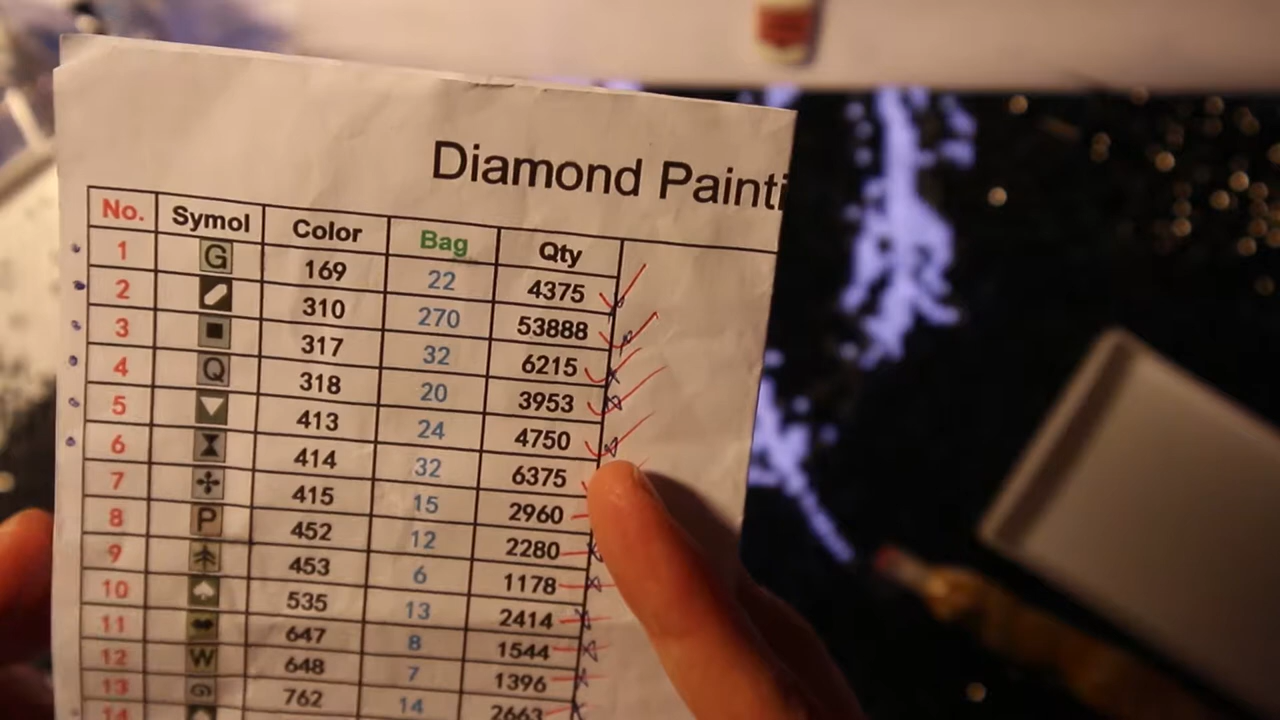 Diamond Painti
No. Symol Color Bag Qty
1 G 169 22 4375
2 310 270 53888
3 317 32 6215
4 Q 318 20 3953
5 413 24 4750
6 414 32 6375
7 415 15 2960
8 P 452 12 2280
9 453 6 1178
10 535 13 2414
11 647 8 1544
12 W 648 7 1396
13 762 14 2663
14